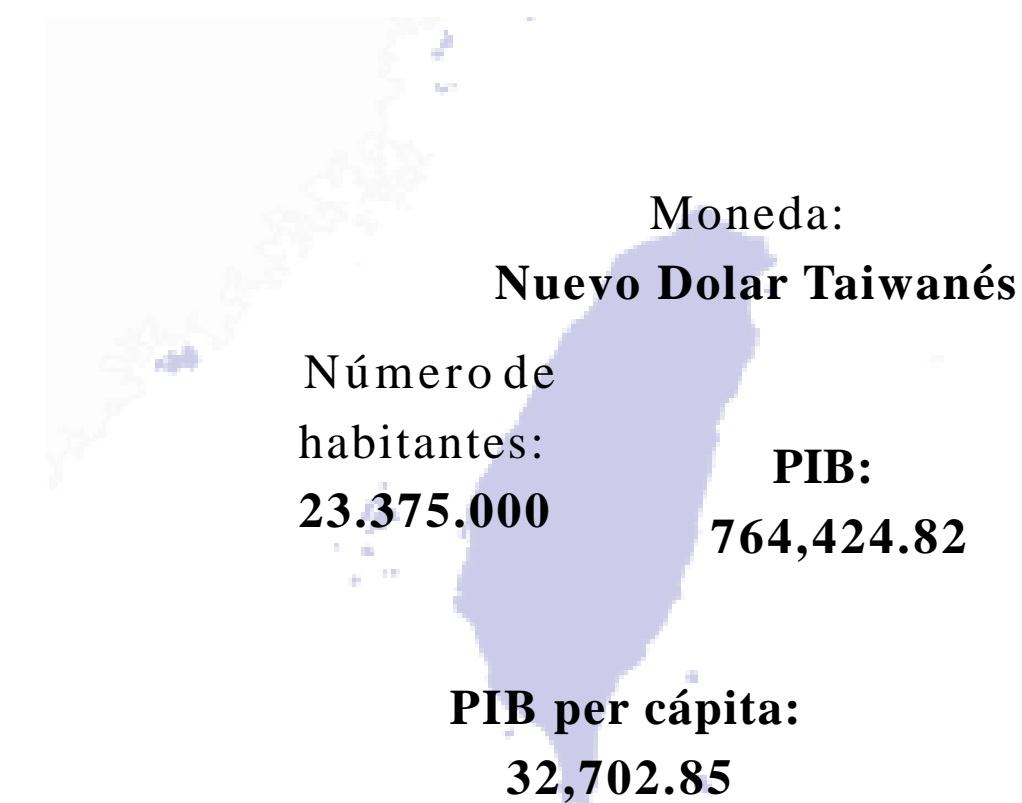 Moneda:
Nuevo Dolar Taiwanés
Número de
habitantes:
23.375.000
PIB:
764,424.82
PIB per cápita:
32,702.85